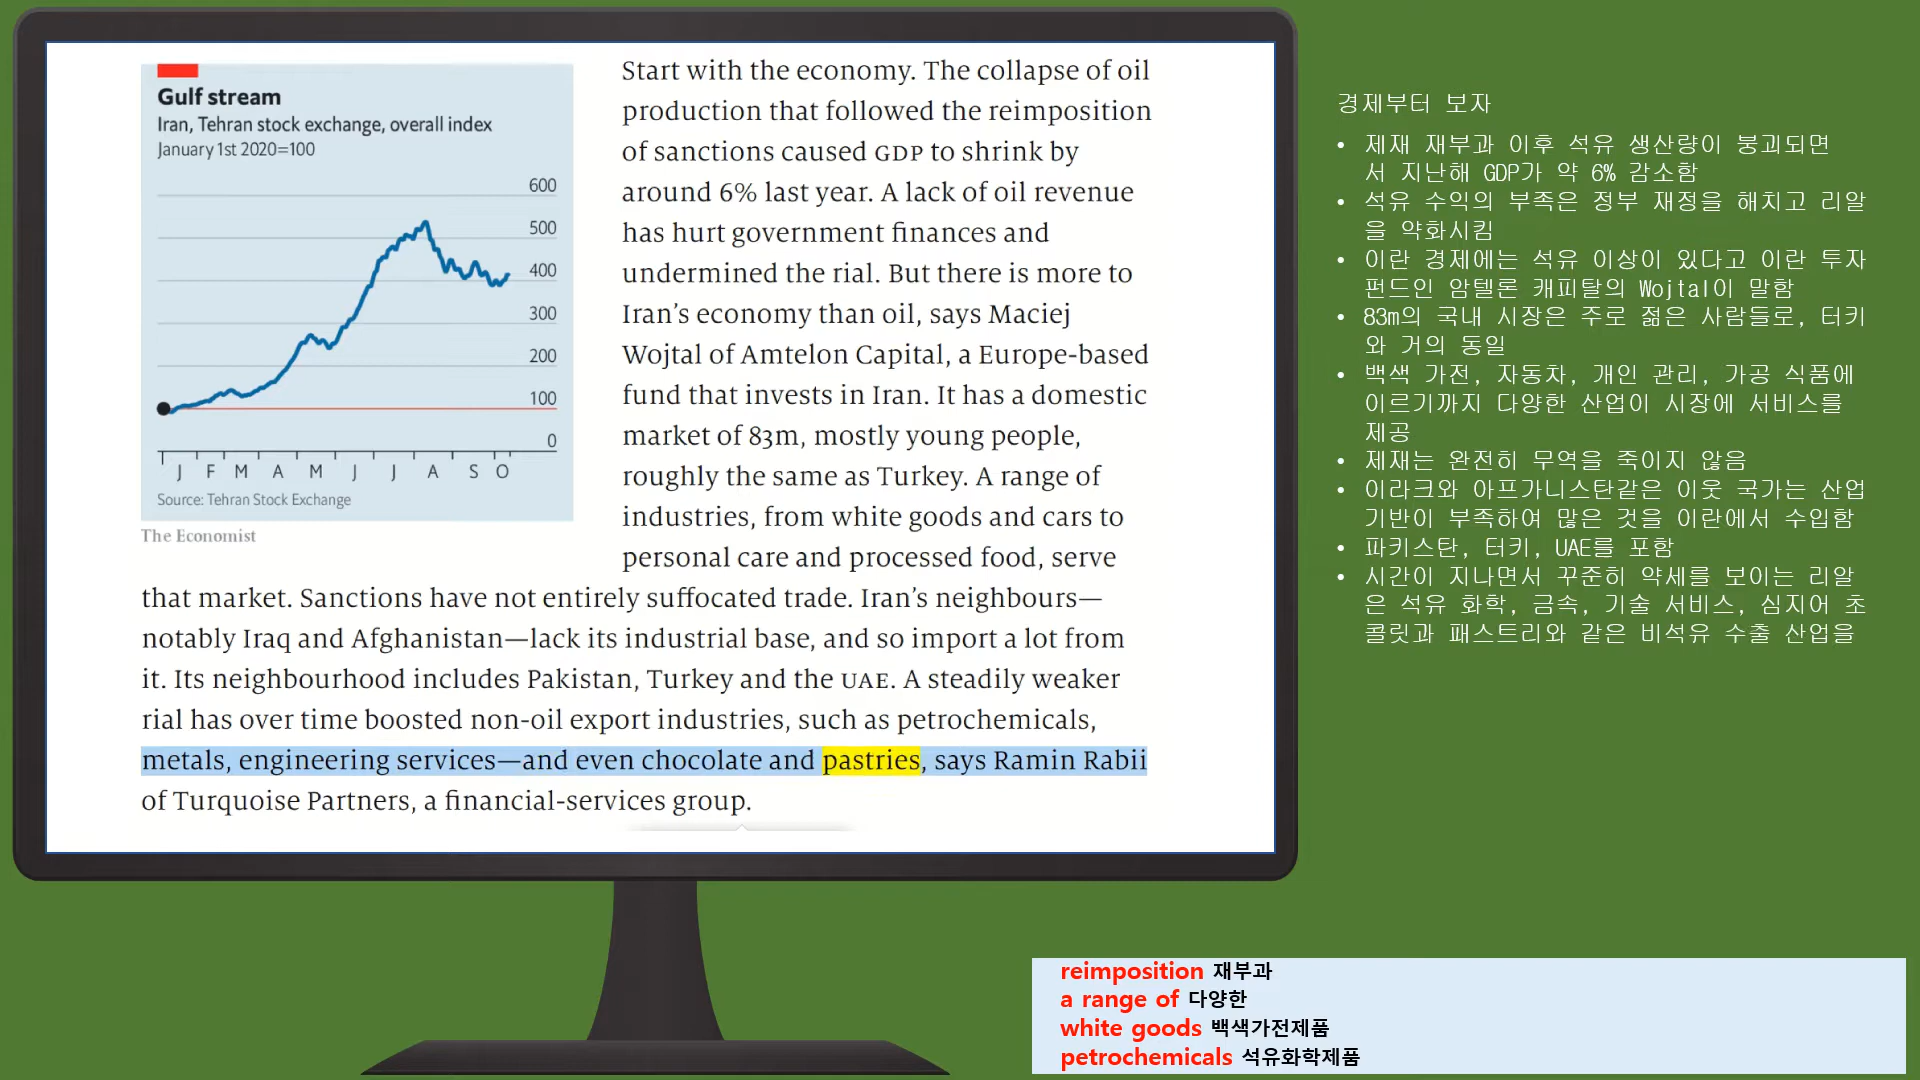 Gulf stream
Iran, Tehran stock exchange, overall index
January 1st 2020=100
600
500
400
300
200
100
0
J F M A M J J A S O
Source: Tehran Stock Exchange
The Economist
Start with the economy. The collapse of oil
production that followed the reimposition
of sanctions caused GDP to shrink by
around 6% last year. A lack of oil revenue
has hurt government finances and
undermined the rial. But there is more to
Iran’s economy than oil, says Maciej
Wojtal of Amtelon Capital, a Europe-based
fund that invests in Iran. It has a domestic
market of 83m, mostly young people,
roughly the same as Turkey. A range of
industries, from white goods and cars to
personal care and processed food, serve
that market. Sanctions have not entirely suffocated trade. Iran’s neighbours—
notably Iraq and Afghanistan—lack its industrial base, and so import a lot from
it. Its neighbourhood includes Pakistan, Turkey and the UAE. A steadily weaker
rial has over time boosted non-oil export industries, such as petrochemicals,
metals, engineering services—and even chocolate and pastries, says Ramin Rabii
of Turquoise Partners, a financial-services group.
경제부터 보자
• 제재 재부과 이후 석유 생산량이 붕괴되면
서 지난해 GDP가 약 6% 감소함
• 석유 수익의 부족은 정부 재정을 해치고 리알
을 약화시킴
• 이란 경제에는 석유 이상이 있다고 이란 투자
펀드인 암텔론 캐피탈의 Wojtal이 말함
• 83m의 국내 시장은 주로 젊은 사람들로, 터키
와 거의 동일
• 백색 가전, 자동차, 개인 관리, 가공 식품에
이르기까지 다양한 산업이 시장에 서비스를
제공
• 제재는 완전히 무역을 죽이지 않음
• 이라크와 아프가니스탄같은 이웃 국가는 산업
기반이 부족하여 많은 것을 이란에서 수입함
• 파키스탄, 터키, UAE를 포함
• 시간이 지나면서 꾸준히 약세를 보이는 리알
은 석유 화학, 금속, 기술 서비스, 심지어 초
콜릿과 패스트리와 같은 비석유 수출 산업을
reimposition 재부과
a range of 다양한
white goods 백색가전제품
petrochemicals 석유화학제품